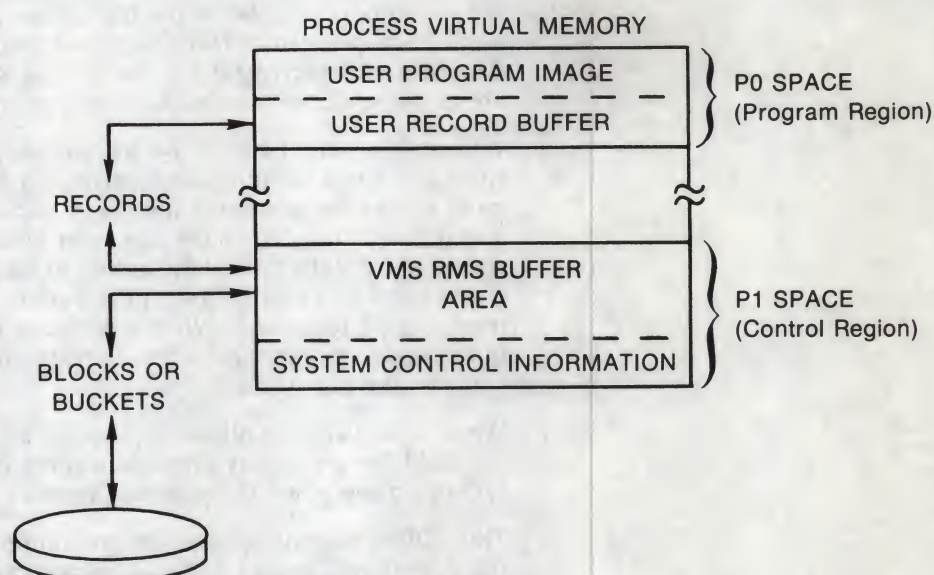 PROCESS VIRTUAL MEMORY
USER PROGRAM IMAGE
USER RECORD BUFFER
P0 SPACE
(Program Region)
RECORDS
VMS RMS BUFFER
AREA
SYSTEM CONTROL INFORMATION
P1 SPACE
(Control Region)
BLOCKS OR
BUCKETS